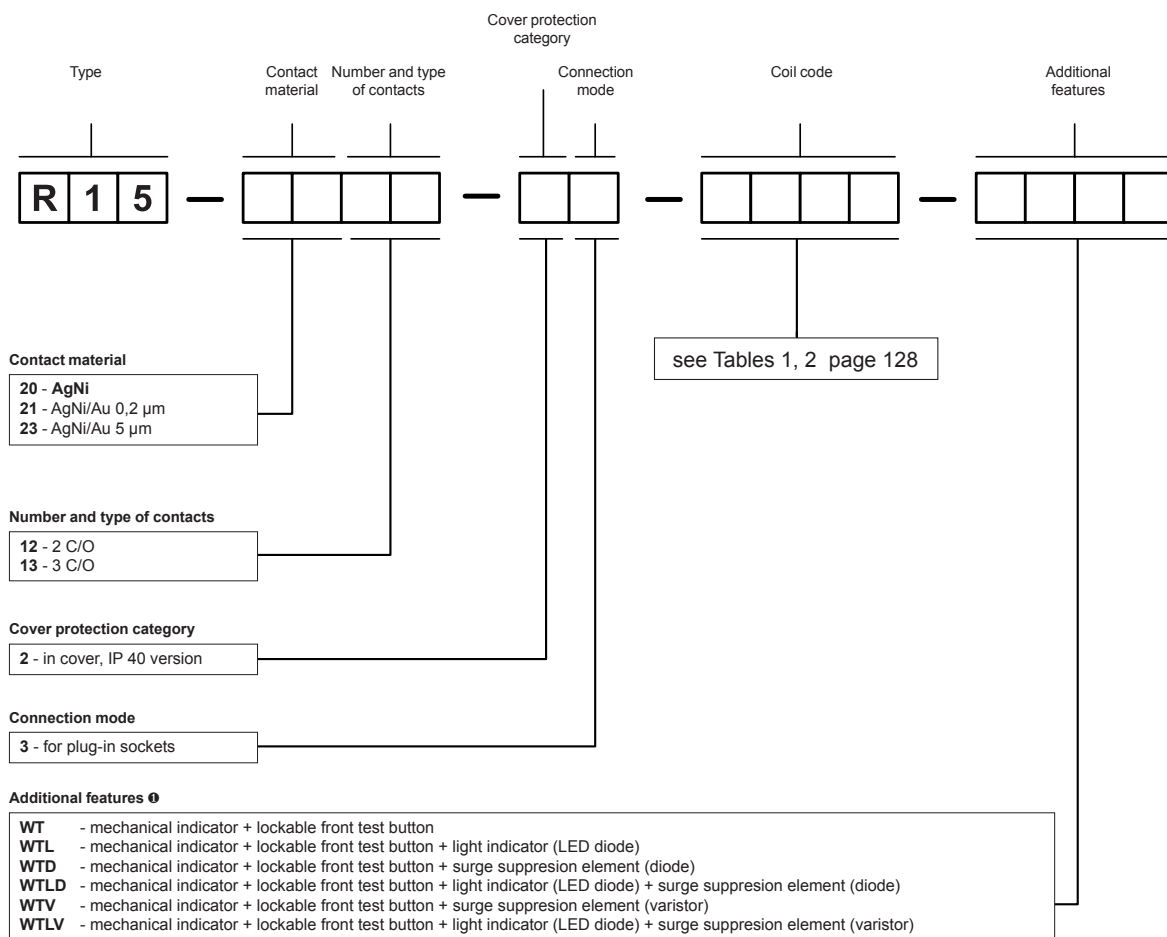 Cover protection
category
Type
Contact
material
Number and type
of contacts
Connection
mode
Coil code
Additional
features
R 1 5 — — — —
see Tables 1, 2 page 128
Contact material
20 - AgNi
21 - AgNi/Au 0,2 µm
23 - AgNi/Au 5 µm
Number and type of contacts
12 - 2 C/O
13 - 3 C/O
Cover protection category
2 - in cover, IP 40 version
Connection mode
3 - for plug-in sockets
Additional features ❶
WT - mechanical indicator + lockable front test button
WTL - mechanical indicator + lockable front test button + light indicator (LED diode)
WTD - mechanical indicator + lockable front test button + surge suppresion element (diode)
WTLD - mechanical indicator + lockable front test button + light indicator (LED diode) + surge suppresion element (diode)
WTV - mechanical indicator + lockable front test button + surge suppresion element (varistor)
WTLV - mechanical indicator + lockable front test button + light indicator (LED diode) + surge suppresion element (varistor)